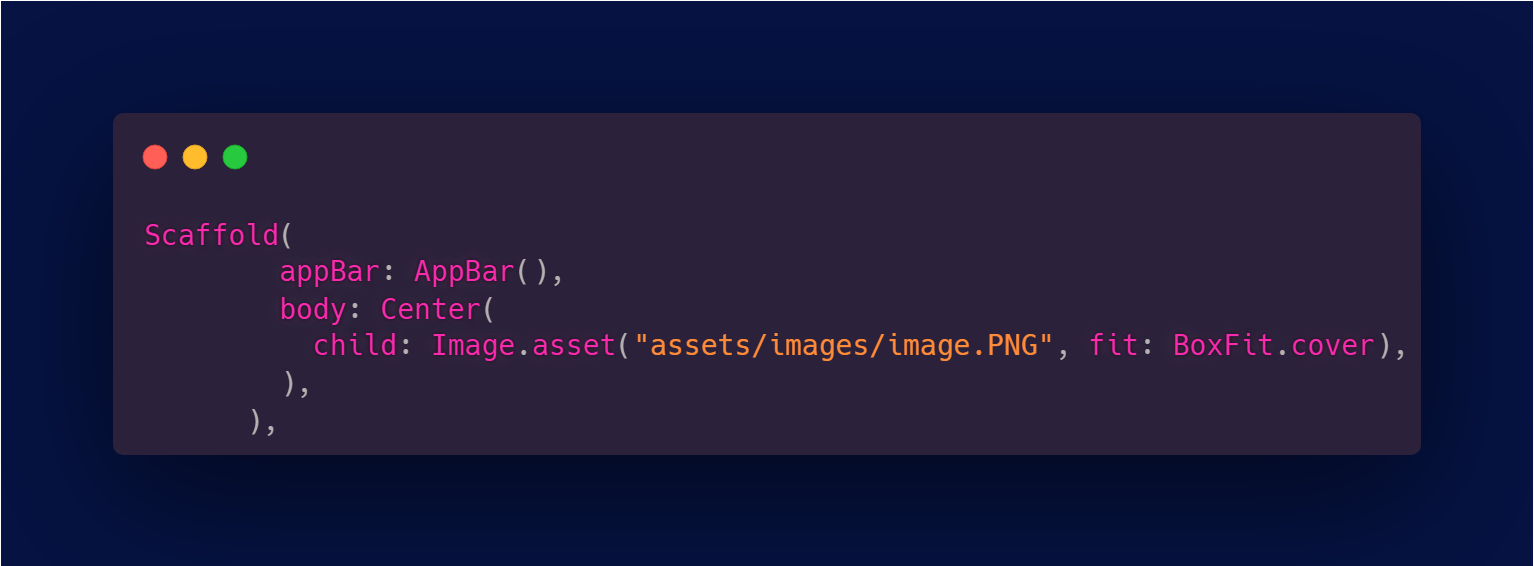 Scaffold(
        appBar: AppBar(),
        body: Center(
          child: Image.asset("assets/images/image.PNG", fit: BoxFit.cover),
        ),
      ),